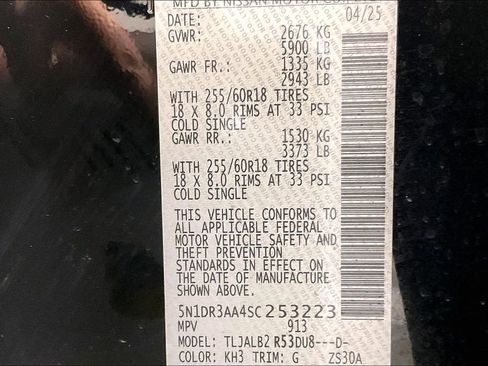 MFD BY NISSAN MOTOR
DATE: 04/25
GVWR: 2676 KG
5900 LB
GAWR FR.: 1335 KG
2943 LB
WITH 255/60R18 TIRES
18 X 8.0 RIMS AT 33 PSI
COLD SINGLE
GAWR RR.: 1530 KG
3373 LB
WITH 255/60R18 TIRES
18 X 8.0 RIMS AT 33 PSI
COLD SINGLE
THIS VEHICLE CONFORMS TO
ALL APPLICABLE FEDERAL
MOTOR VEHICLE SAFETY AND
THEFT PREVENTION
STANDARDS IN EFFECT ON
THE DATE OF MANUFACTURE
SHOWN ABOVE.
5N1DR3AA4SC253223
MPV 913
MODEL: TLJALB2 R53DU8---D-
COLOR: KH3 TRIM: G ZS30A